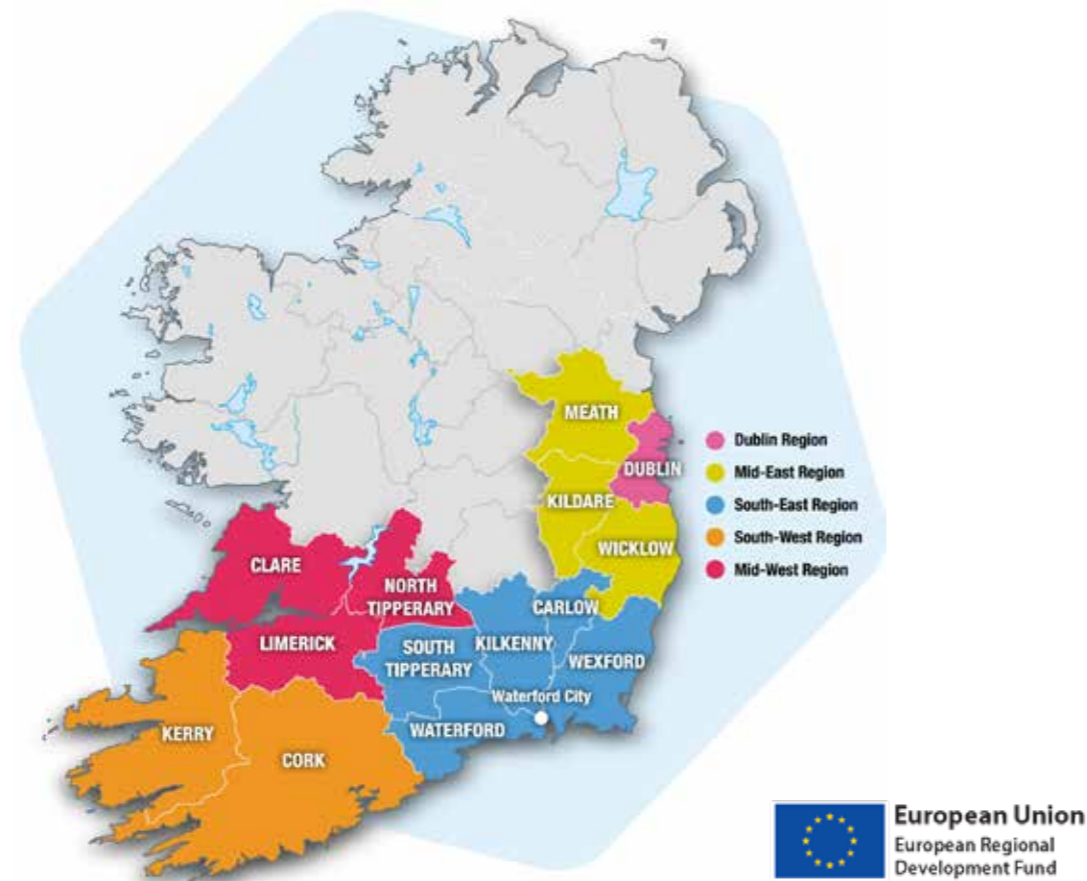 MEATH
DUBLIN
KILDARE
WICKLOW
Dublin Region
Mid-East Region
South-East Region
South-West Region
Mid-West Region
CLARE
NORTH
TIPPERARY
LIMERICK
CARLOW
KILKENNY
SOUTH
TIPPERARY
WEXFORD
Waterford City
WATERFORD
KERRY
CORK
European Union
European Regional
Development Fund